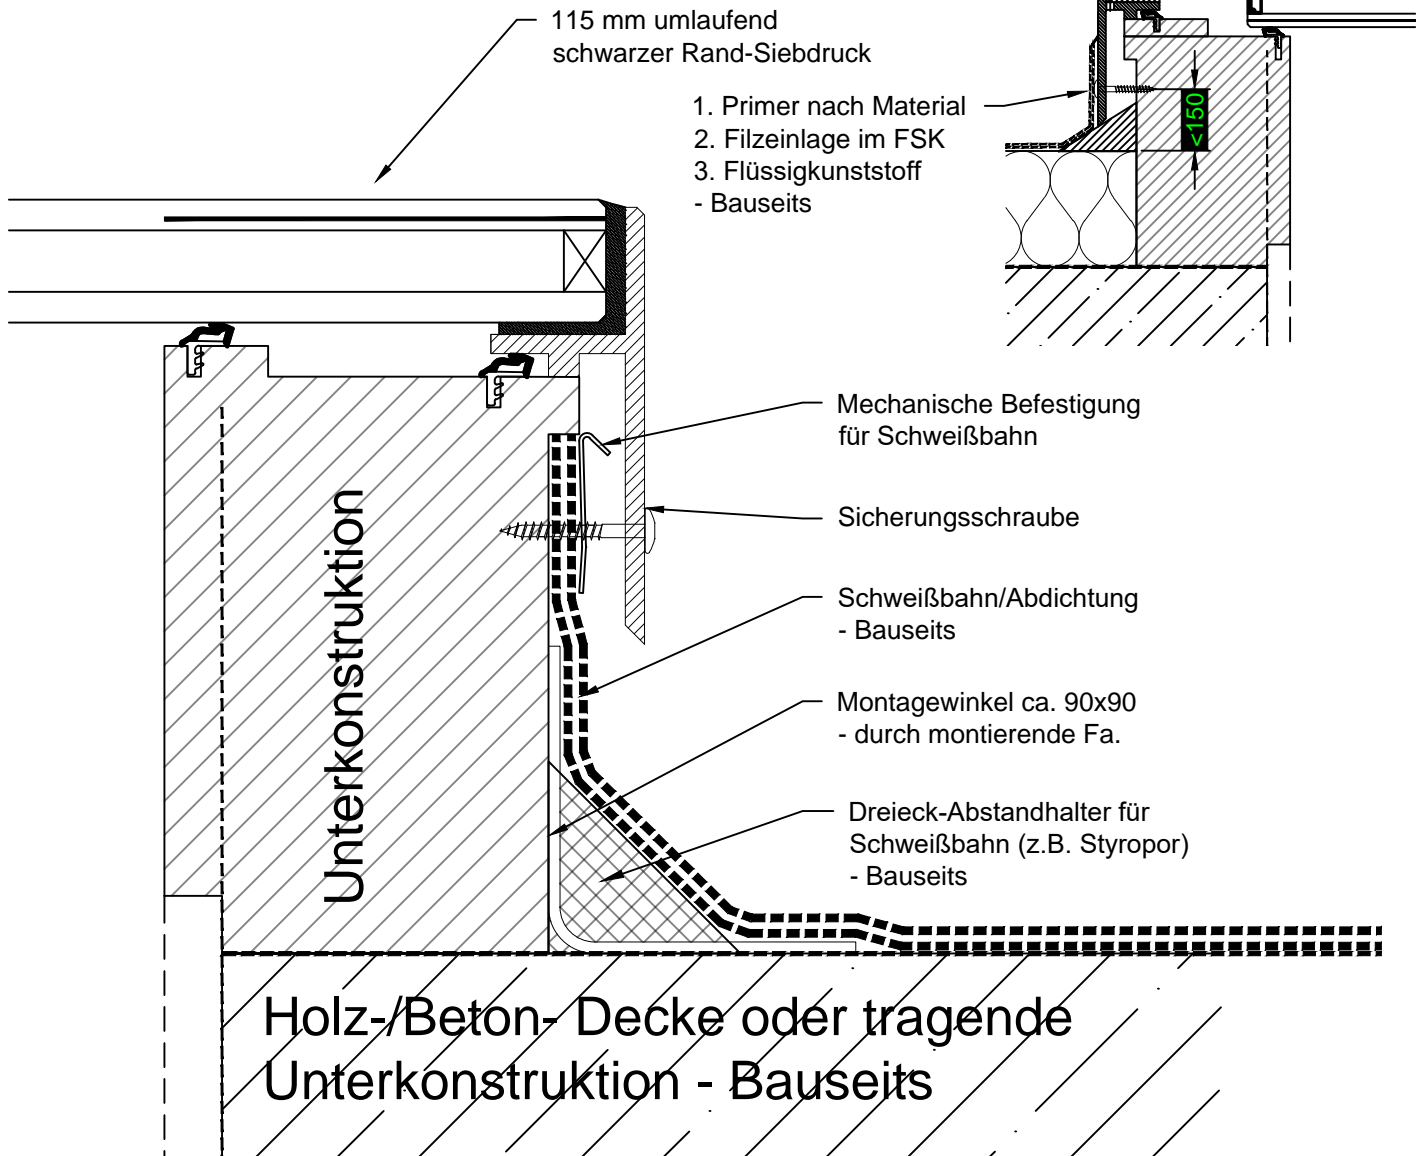 115 mm umlaufend
schwarzer Rand-Siebdruck
1. Primer nach Material
2. Filzeinlage im FSK
3. Flüssigkunststoff
- Bauseits
<150
Mechanische Befestigung
für Schweißbahn
Sicherungsschraube
Schweißbahn/Abdichtung
- Bauseits
Montagewinkel ca. 90x90
- durch montierende Fa.
Dreieck-Abstandhalter für
Schweißbahn (z.B. Styropor)
- Bauseits
Unterkonstruktion
Holz-/Beton- Decke oder tragende
Unterkonstruktion - Bauseits